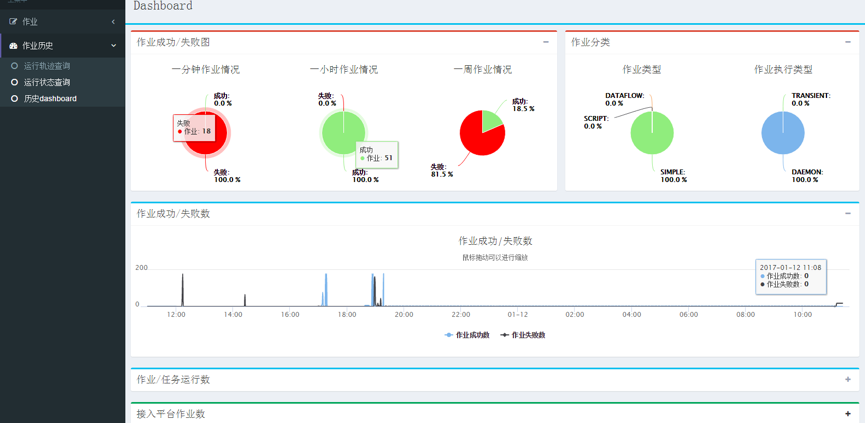 Dashboard
作业
作业历史
运行轨迹查询
运行状态查询
历史dashboard
作业成功/失败图
一分钟作业情况
一小时作业情况
一周作业情况
成功:
0.0 %
失败
作业: 18
失败:
100.0 %
失败:
0.0 %
成功
作业: 51
成功:
100.0 %
成功:
18.5 %
失败:
81.5 %
作业分类
作业类型
作业执行类型
DATAFLOW:
0.0 %
SCRIPT:
0.0 %
SIMPLE:
100.0 %
TRANSIENT:
0.0 %
DAEMON:
100.0 %
作业成功/失败数
作业成功/失败数
鼠标拖动可以进行缩放
200
0
2017-01-12 11:08
作业成功数: 0
作业失败数: 0
12:00 14:00 16:00 18:00 20:00 22:00 01-12 02:00 04:00 06:00 08:00 10:00
作业成功数 作业失败数
作业/任务运行数
接入平台作业数